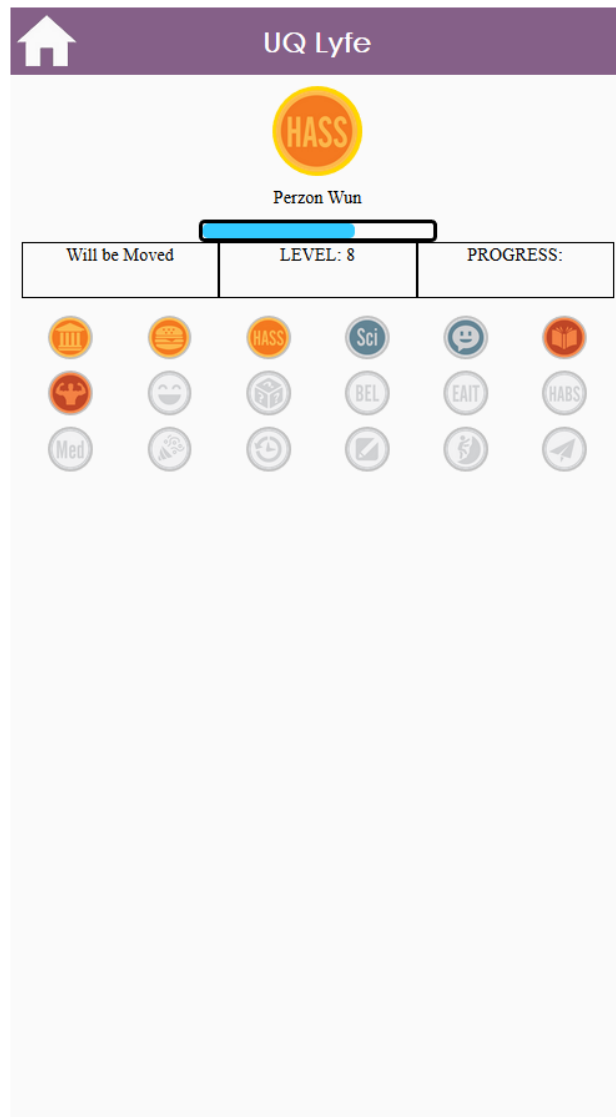 UQ Lyfe
HASS
Perzon Wun
Will be Moved LEVEL: 8 PROGRESS:
HASS Sci
? ? ? BEL EAIT HABS
Med